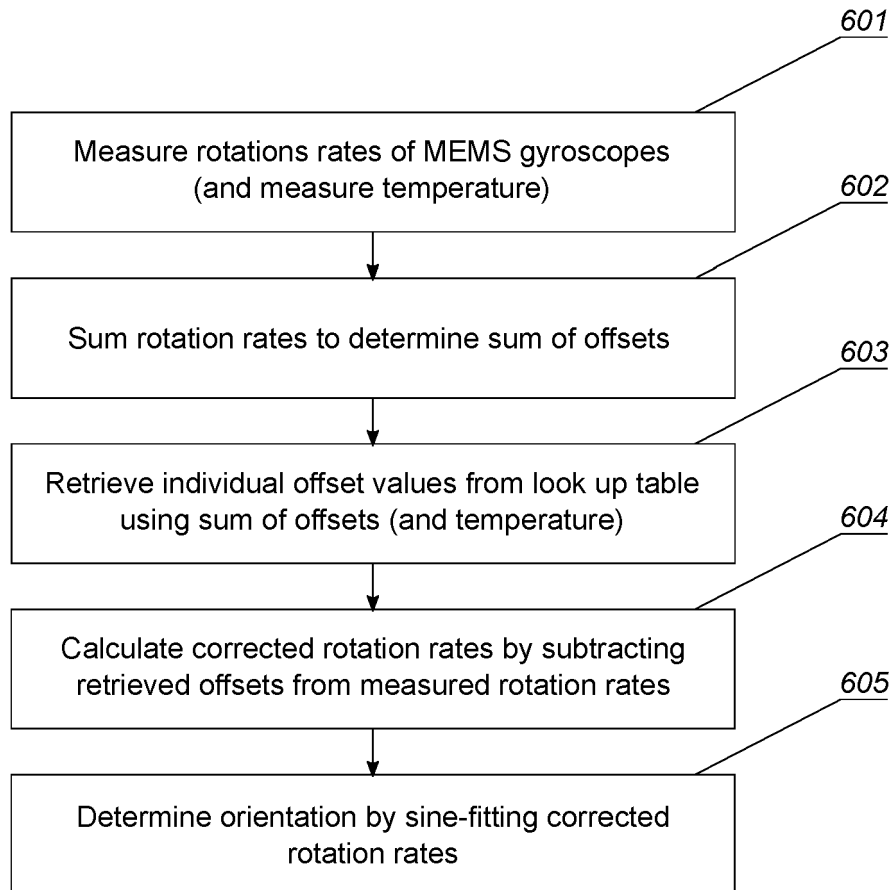 601
Measure rotations rates of MEMS gyroscopes
(and measure temperature)
602
Sum rotation rates to determine sum of offsets
603
Retrieve individual offset values from look up table
using sum of offsets (and temperature)
604
Calculate corrected rotation rates by subtracting
retrieved offsets from measured rotation rates
605
Determine orientation by sine-fitting corrected
rotation rates